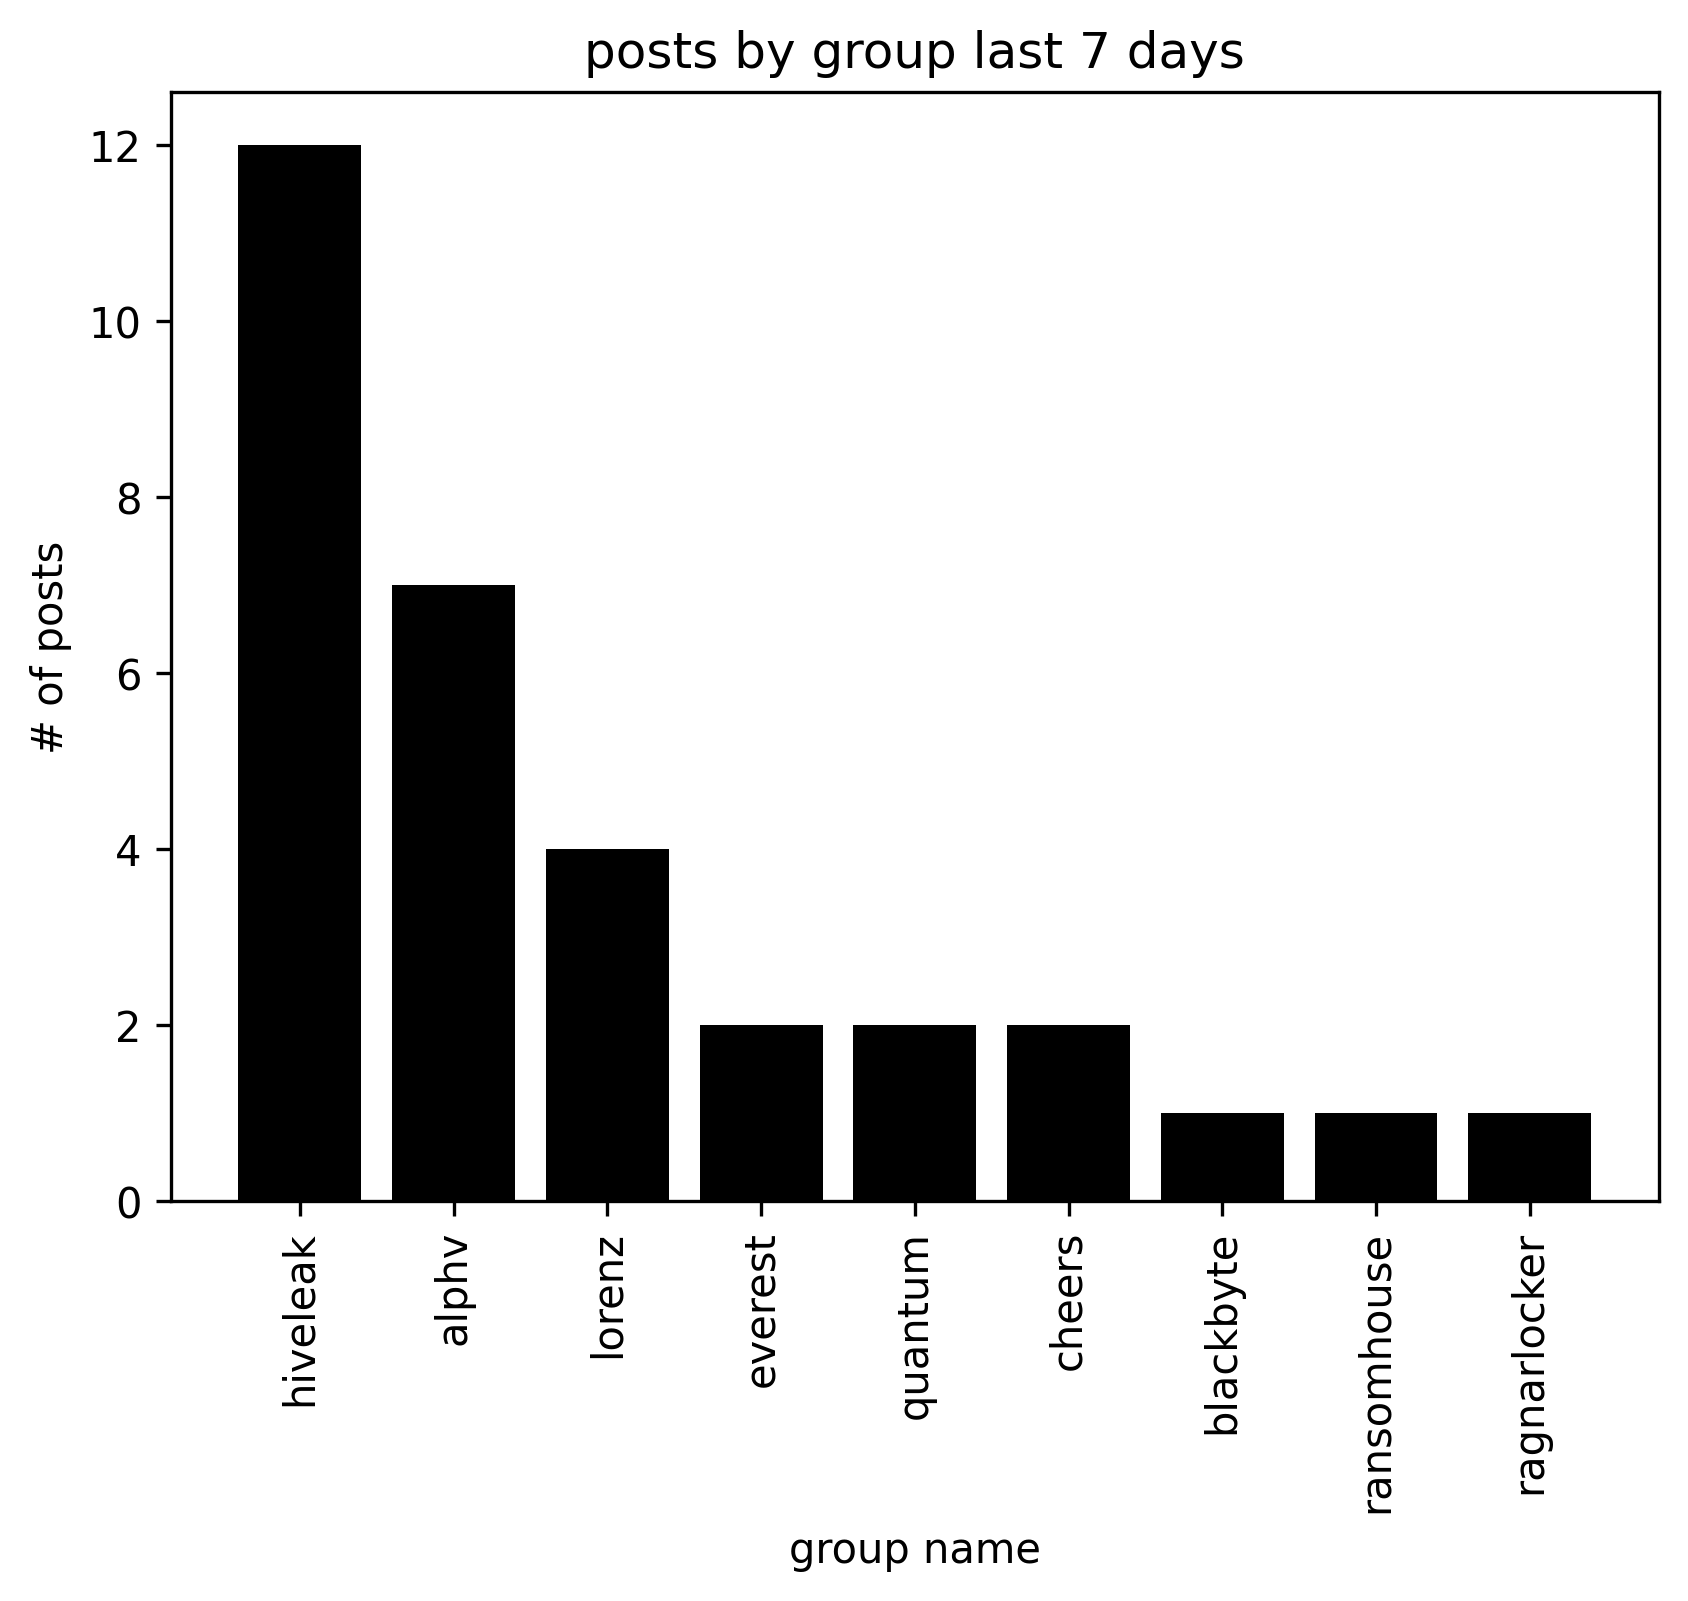 posts by group last 7 days
# of posts
12
10
8
6
4
2
0
hiveleak
alphv
lorenz
everest
quantum
cheers
blackbyte
ransomhouse
ragnarlocker
group name